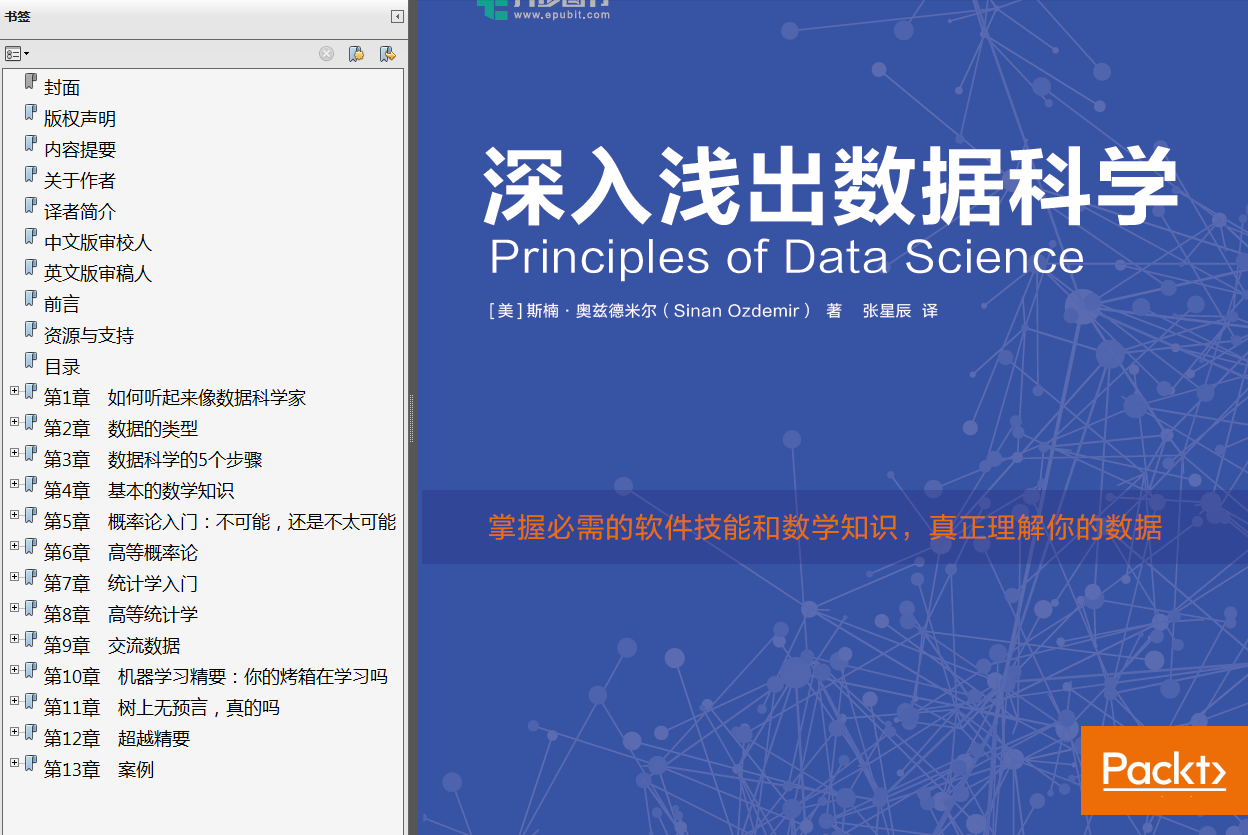 书签
封面
版权声明
内容提要
关于作者
译者简介
中文版审校人
英文版审稿人
前言
资源与支持
目录
第1章 如何听起来像数据科学家
第2章 数据的类型
第3章 数据科学的5个步骤
第4章 基本的数学知识
第5章 概率论入门：不可能，还是不太可能
第6章 高等概率论
第7章 统计学入门
第8章 高等统计学
第9章 交流数据
第10章 机器学习精要：你的烤箱在学习吗
第11章 树上无预言，真的吗
第12章 超越精要
第13章 案例
www.epubit.com
深入浅出数据科学
Principles of Data Science
[美]斯楠·奥兹德米尔（Sinan Ozdemir） 著 张星辰 译
掌握必需的软件技能和数学知识，真正理解你的数据
Packt>